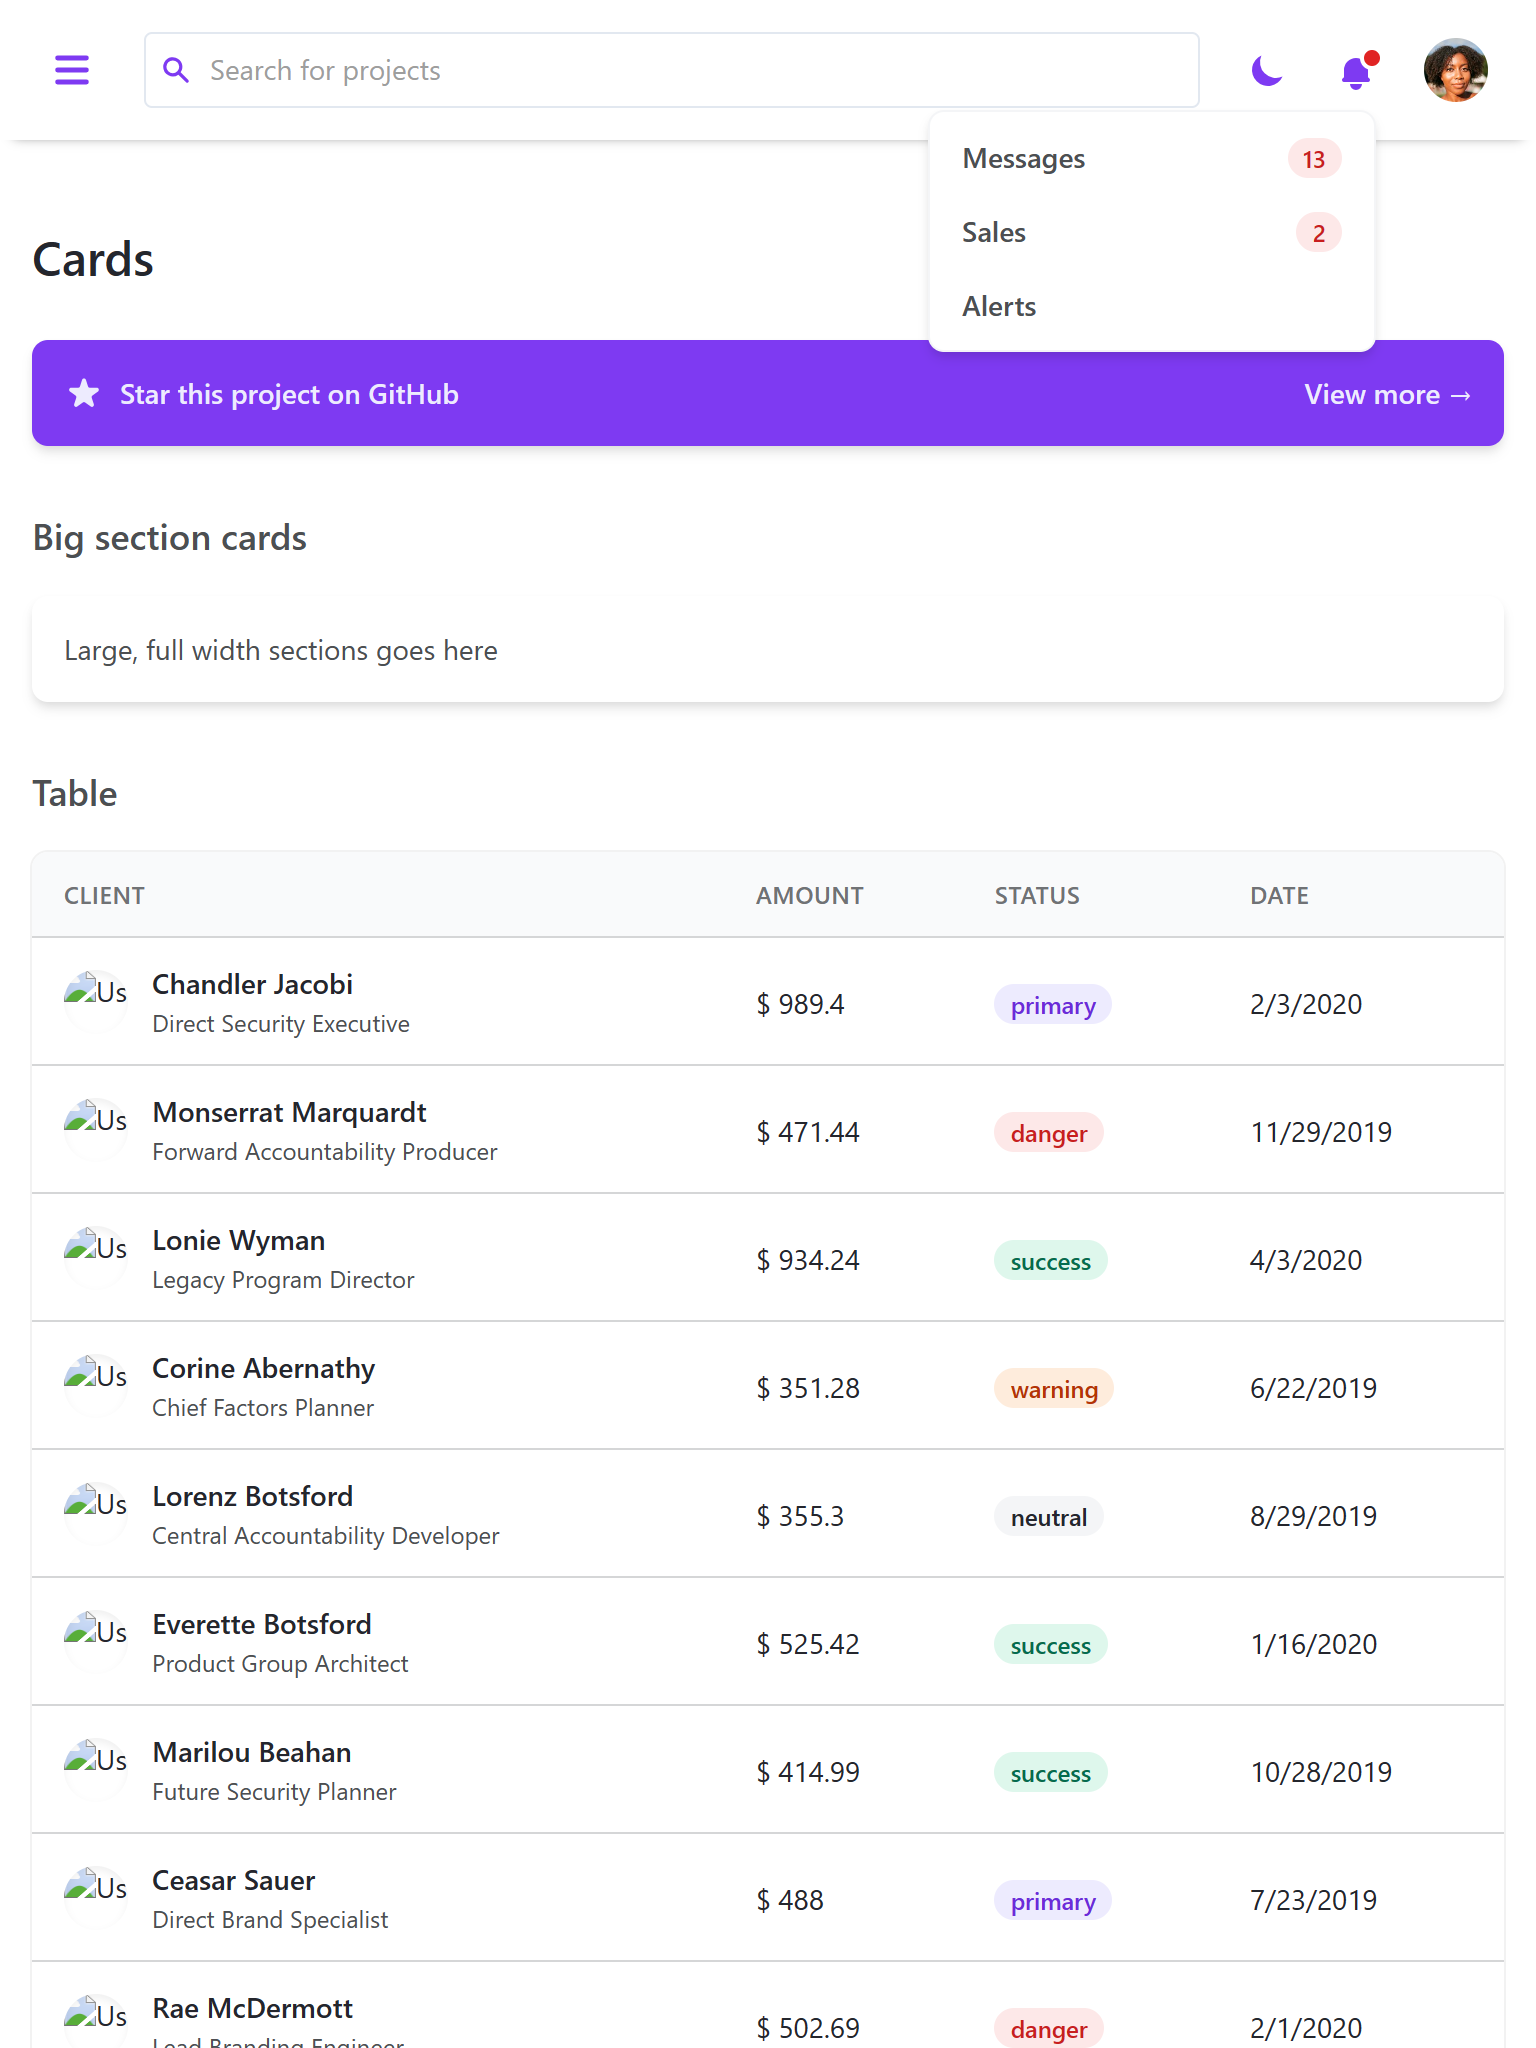 Search for projects
Messages 13
Sales 2
Alerts
Cards
Star this project on GitHub View more →
Big section cards
Large, full width sections goes here
Table
CLIENT AMOUNT STATUS DATE
Us Chandler Jacobi
Direct Security Executive
$ 989.4 primary 2/3/2020
Us Monserrat Marquardt
Forward Accountability Producer
$ 471.44 danger 11/29/2019
Us Lonie Wyman
Legacy Program Director
$ 934.24 success 4/3/2020
Us Corine Abernathy
Chief Factors Planner
$ 351.28 warning 6/22/2019
Us Lorenz Botsford
Central Accountability Developer
$ 355.3 neutral 8/29/2019
Us Everette Botsford
Product Group Architect
$ 525.42 success 1/16/2020
Us Marilou Beahan
Future Security Planner
$ 414.99 success 10/28/2019
Us Ceasar Sauer
Direct Brand Specialist
$ 488 primary 7/23/2019
Us Rae McDermott
Lead Branding Engineer
$ 502.69 danger 2/1/2020